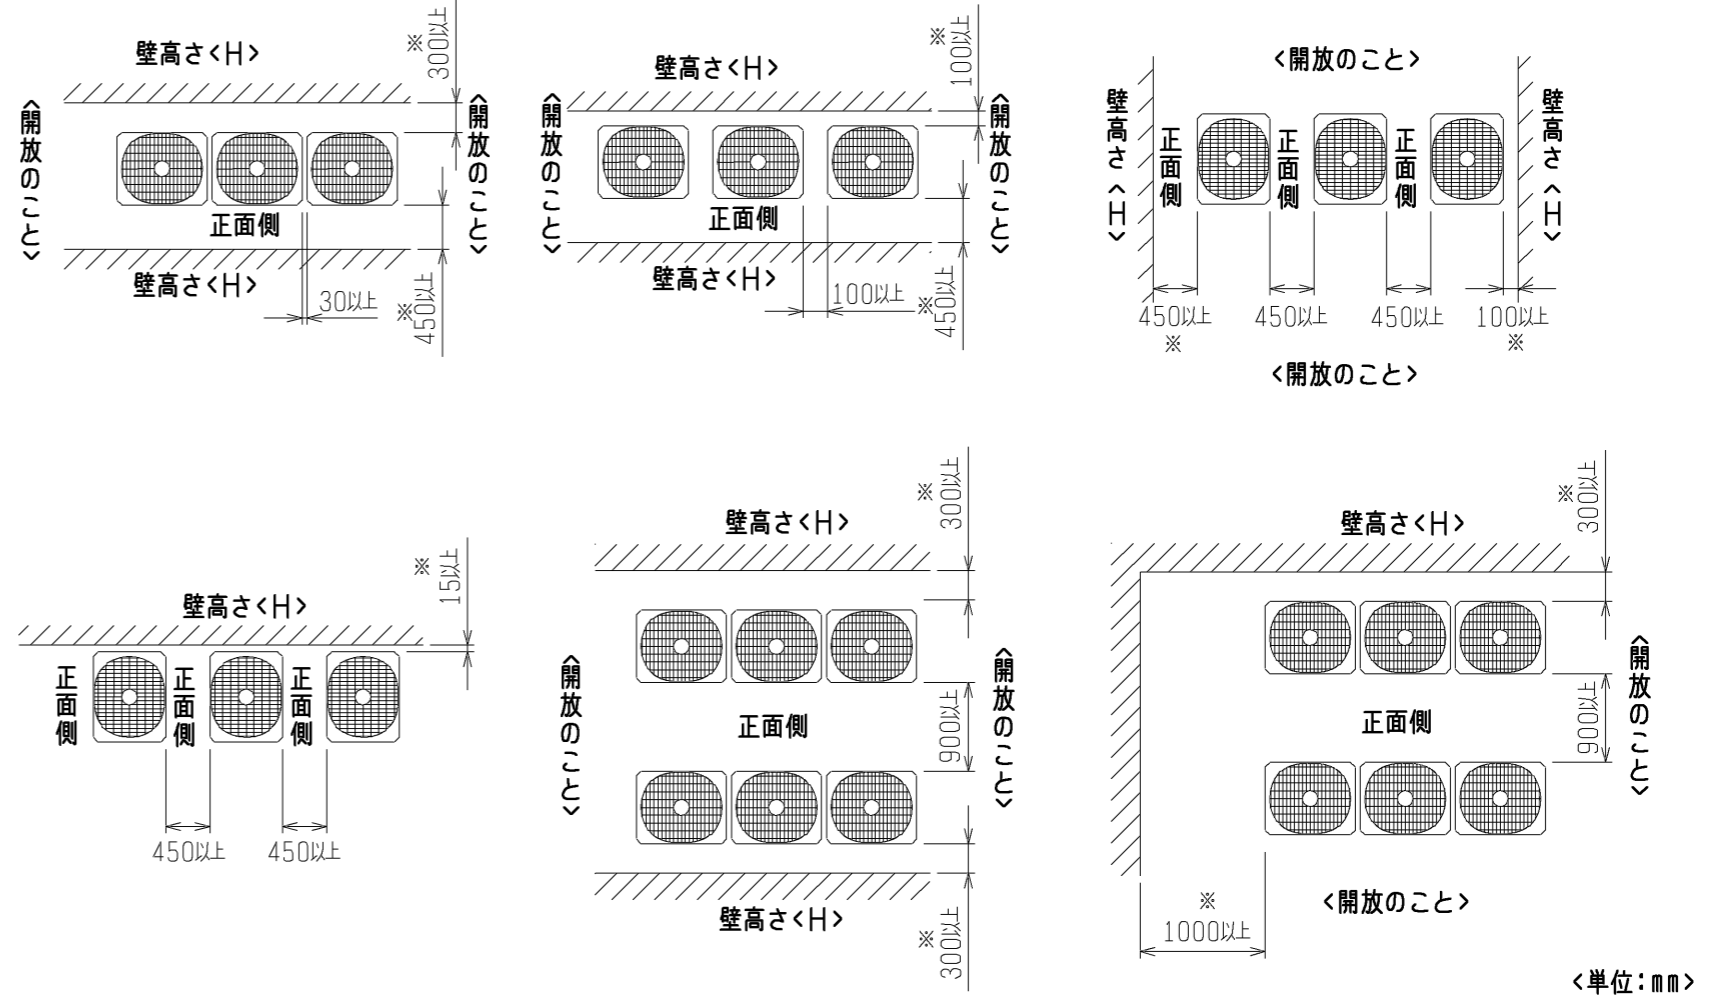 壁高さ<H>
※
300以上
<開放のこと>
<開放のこと>
正面側
壁高さ<H>
30以上
※
450以上
壁高さ<H>
※
100以上
<開放のこと>
<開放のこと>
正面側
壁高さ<H>
100以上
※
450以上
<開放のこと>
壁高さ<H>
正面側
正面側
正面側
壁高さ<H>
450以上
450以上
450以上
100以上
※
※
<開放のこと>
壁高さ<H>
※
15以上
正面側
正面側
正面側
450以上
450以上
壁高さ<H>
※
300以上
<開放のこと>
正面側
900以上
<開放のこと>
壁高さ<H>
※
300以上
壁高さ<H>
※
300以上
正面側
900以上
<開放のこと>
※
1000以上
<開放のこと>
<単位:mm>